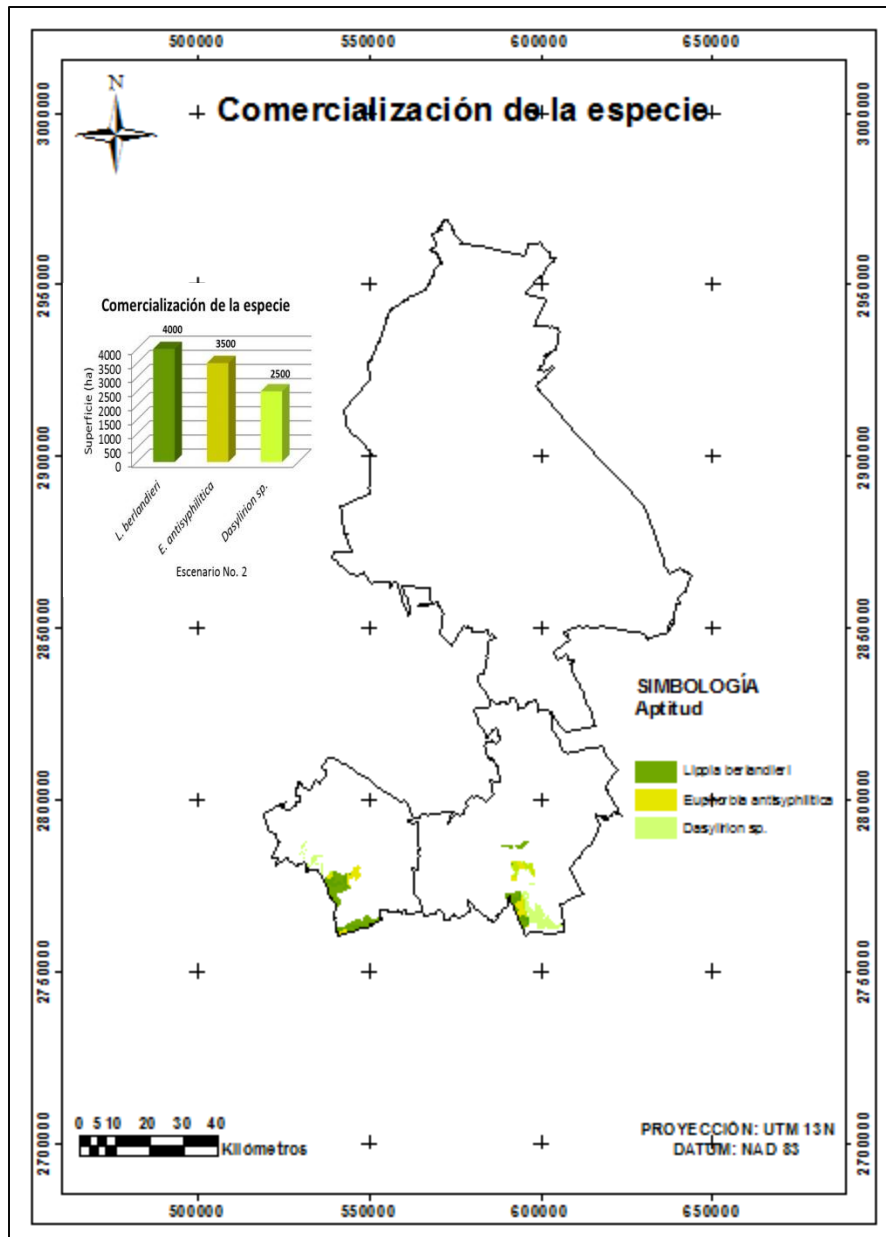 500000 550000 600000 650000
N
Comercialización de la especie
3000000
3000000
2950000
2950000
Comercialización de la especie
4000
3500
2500
4000
3500
3000
2500
2000
1500
1000
500
0
Superficie (ha)
L. berlandieri
E. antisyphilitica
Dasylirion sp.
Escenario No. 2
2900000
2900000
2850000
2850000
SIMBOLOGÍA
Aptitud
Lippia berlandieri
Euphorbia antisyphilitica
Dasylirion sp.
2800000
2800000
2750000
2750000
0 5 10 20 30 40
Kilómetros
PROYECCIÓN: UTM 13N
DATUM: NAD 83
2700000
2700000
500000 550000 600000 650000